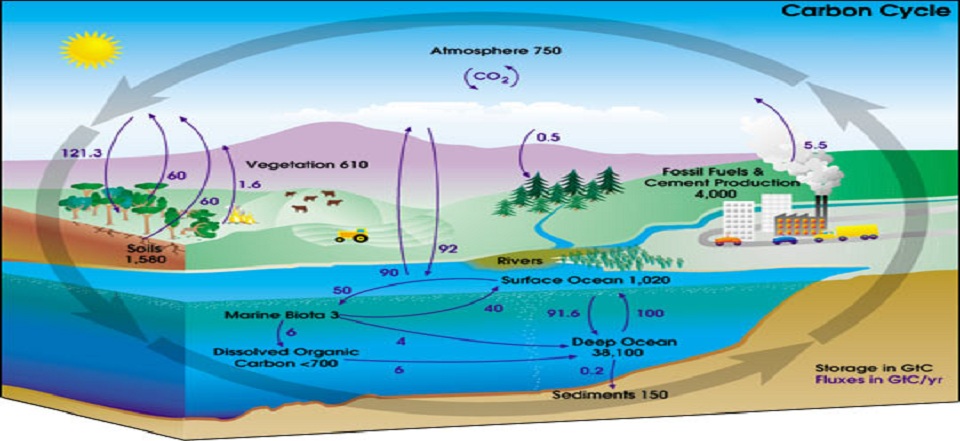 Carbon Cycle
Atmosphere 750
(CO2)
121.3
60
60
1.6
Vegetation 610
0.5
5.5
Fossil Fuels &
Cement Production
4,000
Soils
1,580
92
90
Rivers
Surface Ocean 1,020
50
40
Marine Biota 3
91.6
100
6
4
Deep Ocean
38,100
Dissolved Organic
Carbon <700
6
0.2
Sediments 150
Storage in GtC
Fluxes in GtC/yr